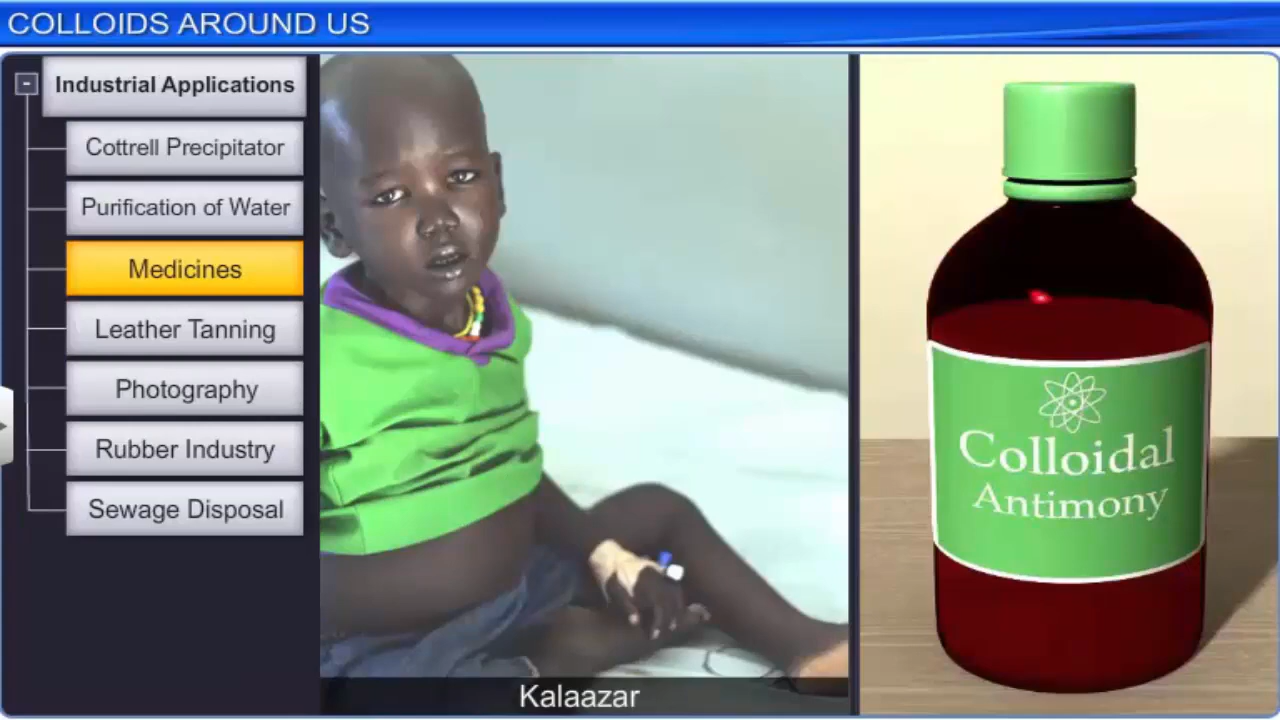 COLLOIDS AROUND US
Industrial Applications
Cottrell Precipitator
Purification of Water
Medicines
Leather Tanning
Photography
Rubber Industry
Sewage Disposal
Kalaazar
Colloidal
Antimony